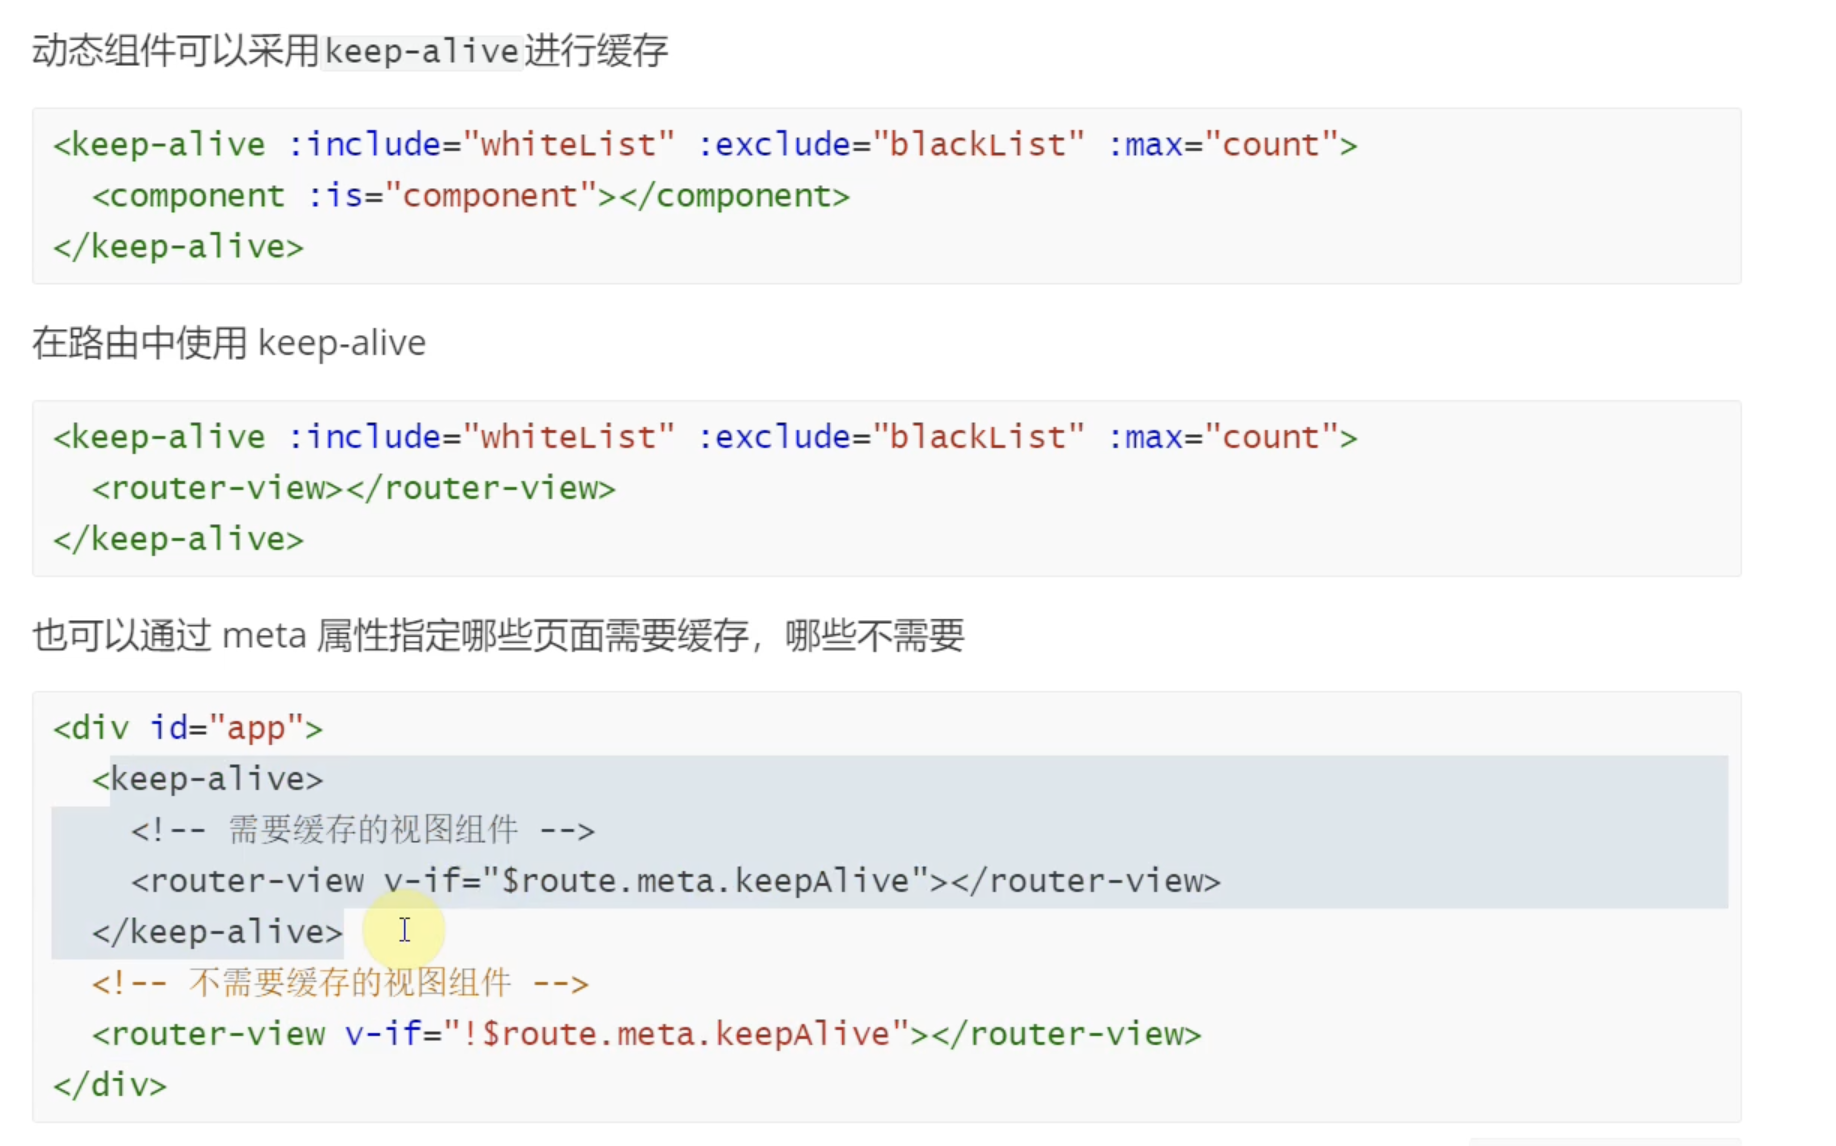 动态组件可以采用keep-alive进行缓存
<keep-alive :include="whiteList" :exclude="blackList" :max="count">
  <component :is="component"></component>
</keep-alive>
在路由中使用 keep-alive
<keep-alive :include="whiteList" :exclude="blackList" :max="count">
  <router-view></router-view>
</keep-alive>
也可以通过 meta 属性指定哪些页面需要缓存，哪些不需要
<div id="app">
  <keep-alive>
    <!-- 需要缓存的视图组件 -->
    <router-view v-if="$route.meta.keepAlive"></router-view>
  </keep-alive>
  <!-- 不需要缓存的视图组件 -->
  <router-view v-if="!$route.meta.keepAlive"></router-view>
</div>